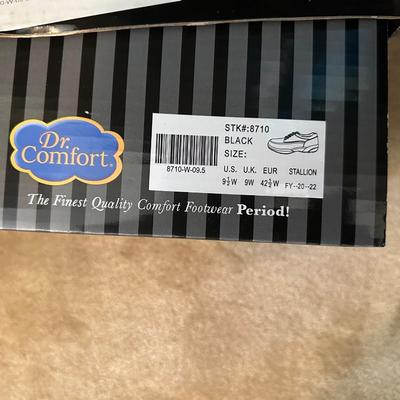 Dr.
Comfort
STK#:8710
BLACK
SIZE:
U.S. U.K. EUR STALLION
9½W 9W 42½W FY--20--22
8710-W-09.5
The Finest Quality Comfort Footwear Period!